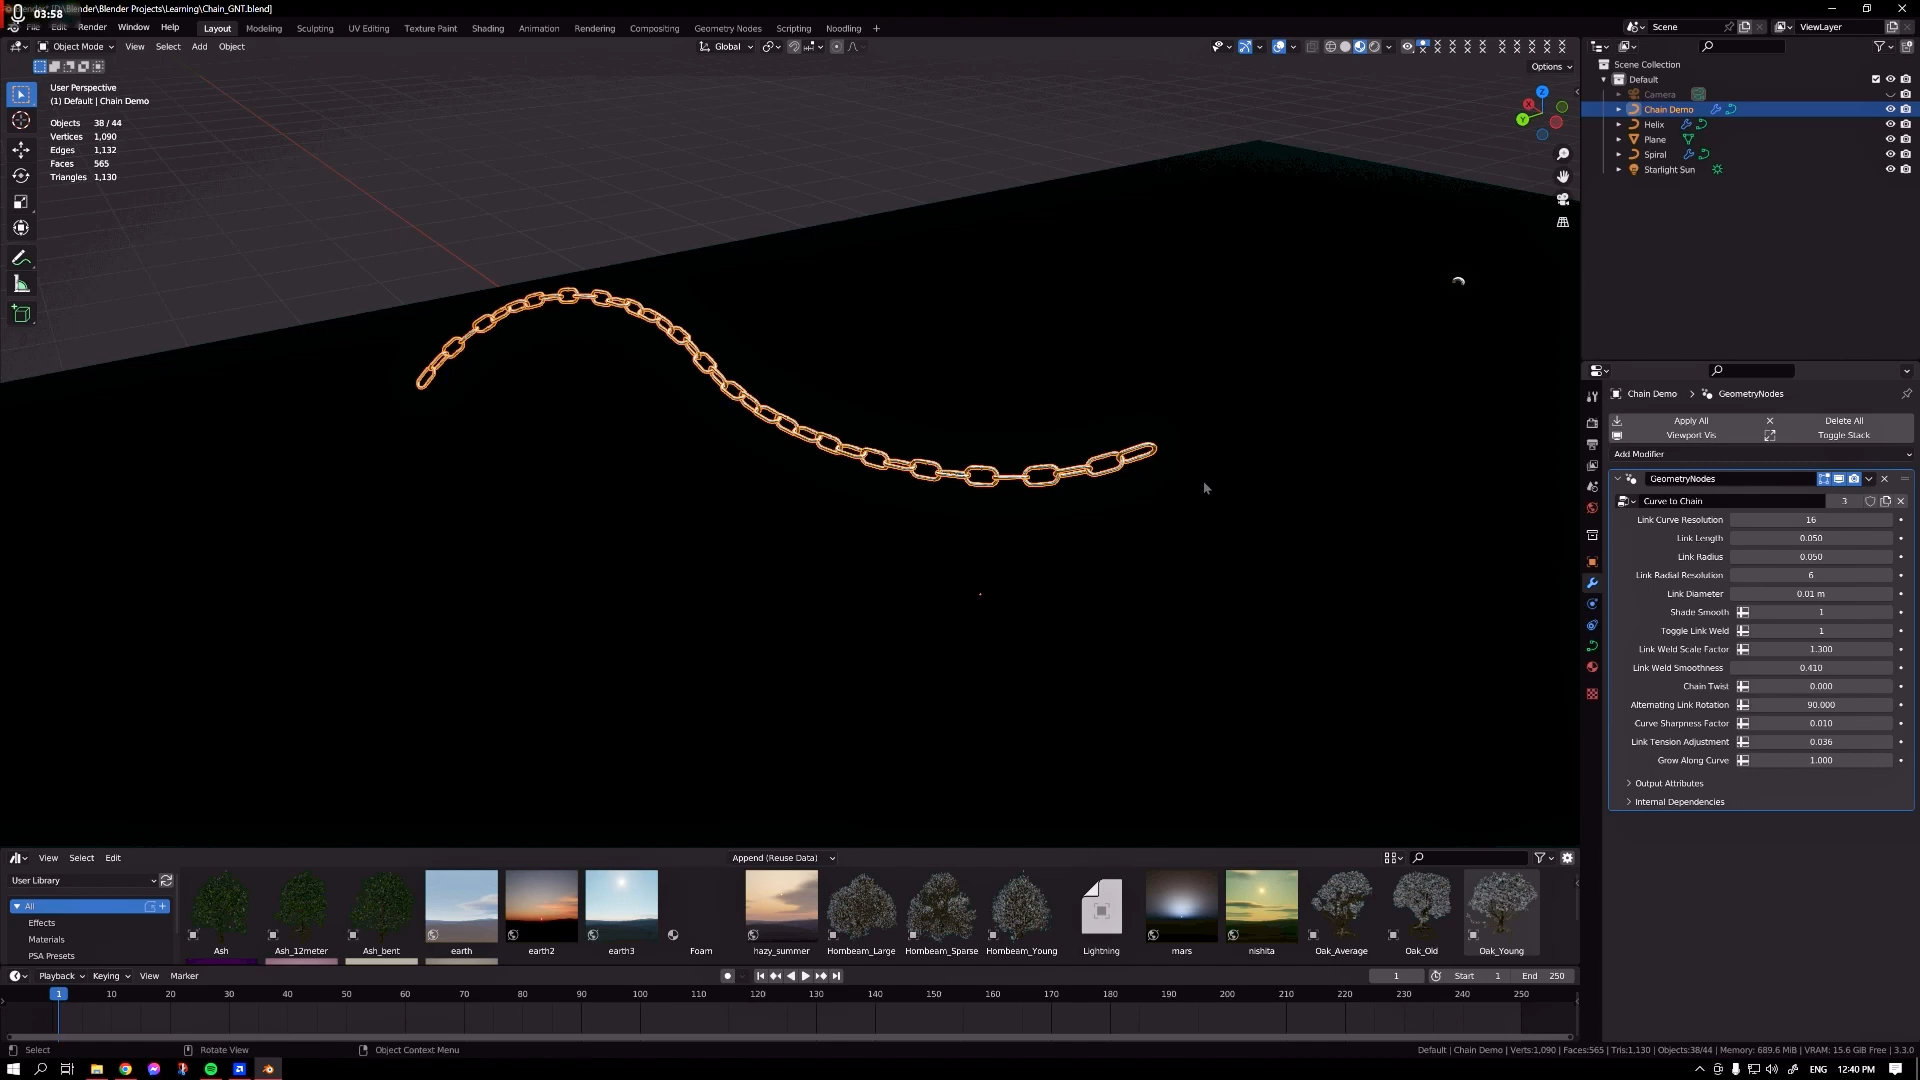 03:58
[D:\Blender\Blender Projects\Learning\Chain_GNT.blend]
File Edit Render Window Help Layout Modeling Sculpting UV Editing Texture Paint Shading Animation Rendering Compositing Geometry Nodes Scripting Noodling + Scene ViewLayer
Object Mode View Select Add Object Global
Options
User Perspective
(1) Default | Chain Demo
Objects 38 / 44
Vertices 1,090
Edges 1,132
Faces 565
Triangles 1,130
Z
X
Y
Scene Collection
Default
Camera
Chain Demo
Helix
Plane
Spiral
Starlight Sun
Chain Demo > GeometryNodes
Apply All Delete All
Viewport Vis Toggle Stack
Add Modifier
GeometryNodes
Curve to Chain 3
Link Curve Resolution 16
Link Length 0.050
Link Radius 0.050
Link Radial Resolution 6
Link Diameter 0.01 m
Shade Smooth 1
Toggle Link Weld 1
Link Weld Scale Factor 1.300
Link Weld Smoothness 0.410
Chain Twist 0.000
Alternating Link Rotation 90.000
Curve Sharpness Factor 0.010
Link Tension Adjustment 0.036
Grow Along Curve 1.000
Output Attributes
Internal Dependencies
View Select Edit Append (Reuse Data)
User Library
All
Effects
Materials
PSA Presets
Ash Ash_12meter Ash_bent earth earth2 earth3 Foam hazy_summer Hornbeam_Large Hornbeam_Sparse Hornbeam_Young Lightning mars nishita Oak_Average Oak_Old Oak_Young
Playback Keying View Marker 1 Start 1 End 250
1 10 20 30 40 50 60 70 80 90 100 110 120 130 140 150 160 170 180 190 200 210 220 230 240 250
Select Rotate View Object Context Menu Default | Chain Demo | Verts:1,090 | Faces:565 | Tris:1,130 | Objects:38/44 | Memory: 689.6 MiB | VRAM: 15.6 GiB Free | 3.3.0
ENG 12:40 PM